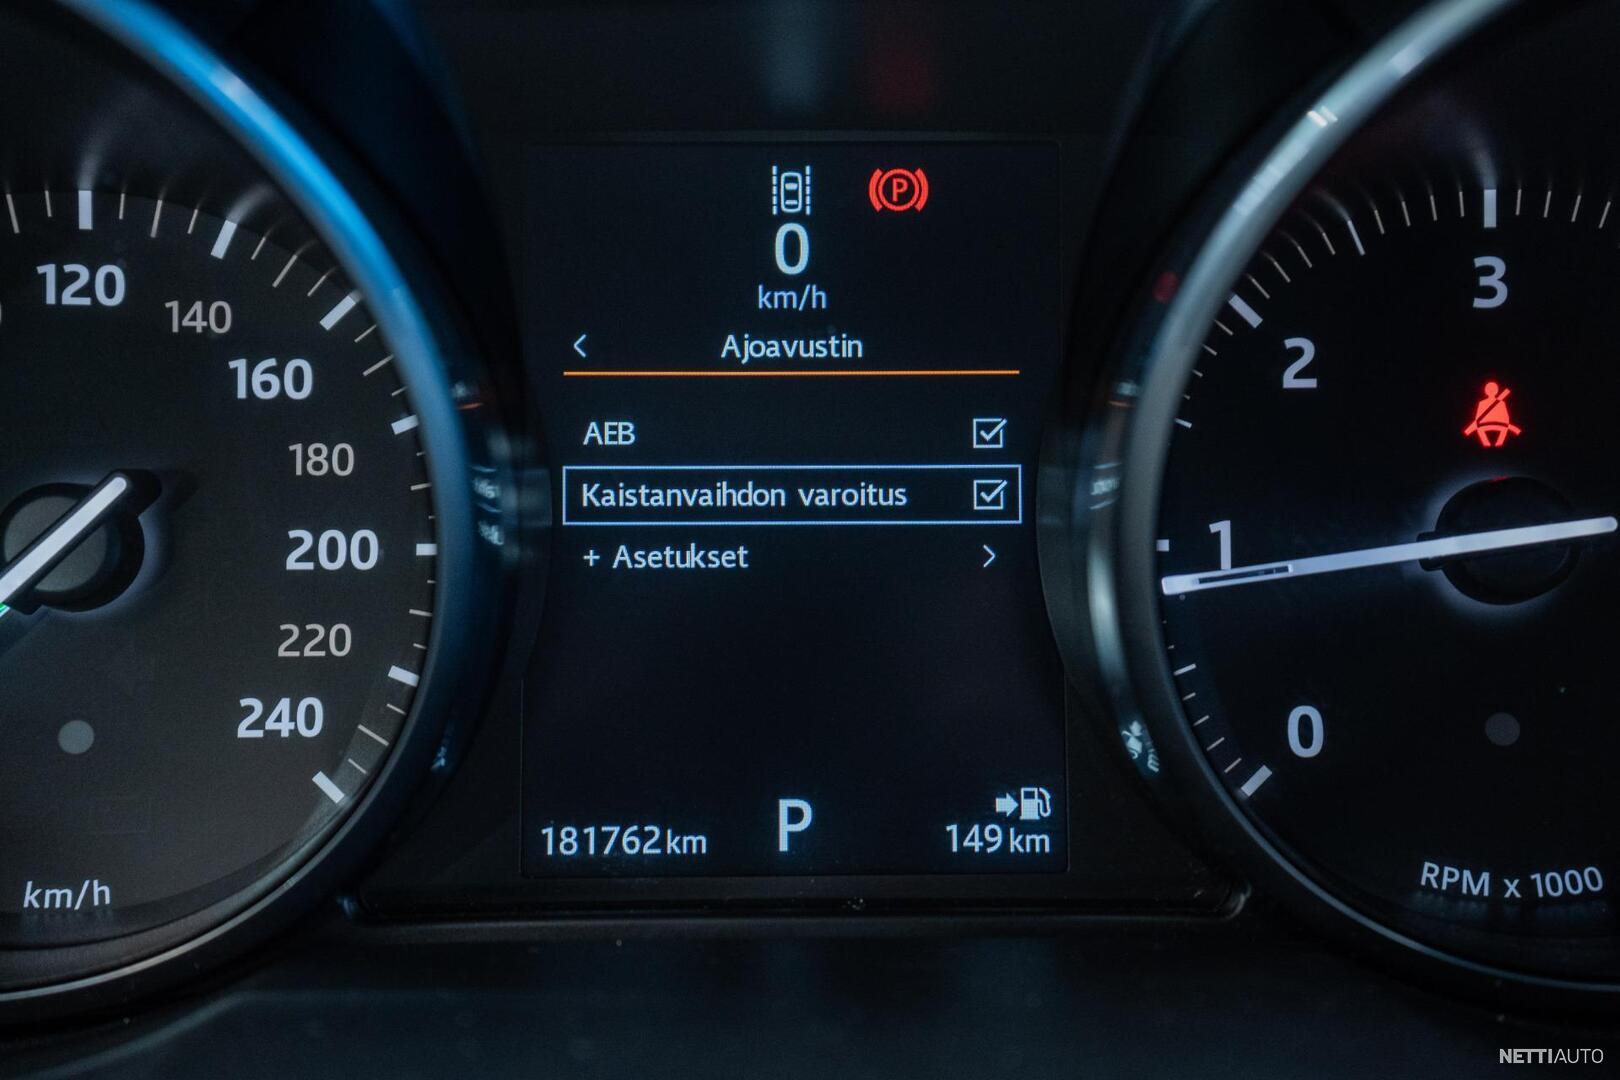 120
140
160
180
200
220
240
km/h
P
0
km/h
Ajoavustin
AEB
Kaistanvaihdon varoitus
+ Asetukset
181762 km
P
149 km
3
2
1
0
RPM x 1000
NETTIAUTO